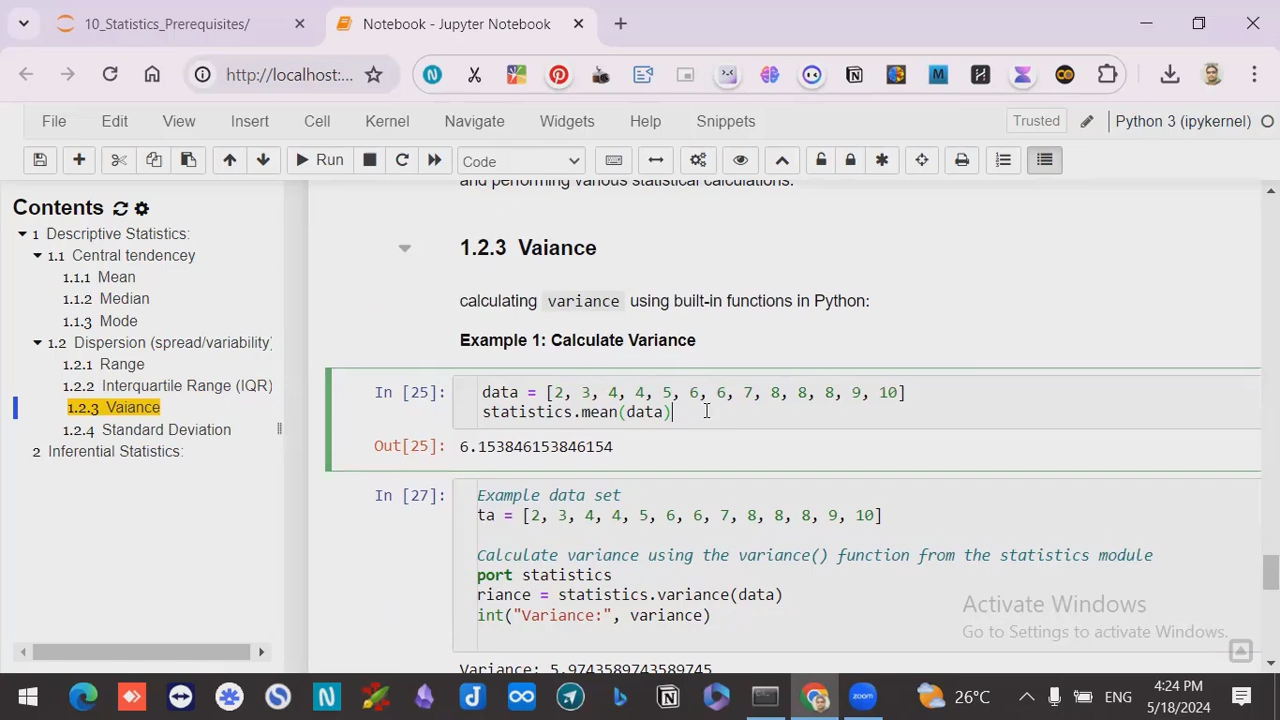 10_Statistics_Prerequisites/
Notebook - Jupyter Notebook
http://localhost:...
File Edit View Insert Cell Kernel Navigate Widgets Help Snippets
Trusted
Python 3 (ipykernel)
Run
Code
Contents
1 Descriptive Statistics:
1.1 Central tendencey
1.1.1 Mean
1.1.2 Median
1.1.3 Mode
1.2 Dispersion (spread/variability)
1.2.1 Range
1.2.2 Interquartile Range (IQR)
1.2.3 Vaiance
1.2.4 Standard Deviation
2 Inferential Statistics:
and performing various statistical calculations.
1.2.3 Vaiance
calculating variance using built-in functions in Python:
Example 1: Calculate Variance
In [25]:
data = [2, 3, 4, 4, 5, 6, 6, 7, 8, 8, 8, 9, 10]
statistics.mean(data)
Out[25]: 6.153846153846154
In [27]:
Example data set
ta = [2, 3, 4, 4, 5, 6, 6, 7, 8, 8, 8, 9, 10]
Calculate variance using the variance() function from the statistics module
port statistics
riance = statistics.variance(data)
int("Variance:", variance)
Variance: 5.9743589743589745
Activate Windows
Go to Settings to activate Windows.
26°C
ENG
4:24 PM
5/18/2024